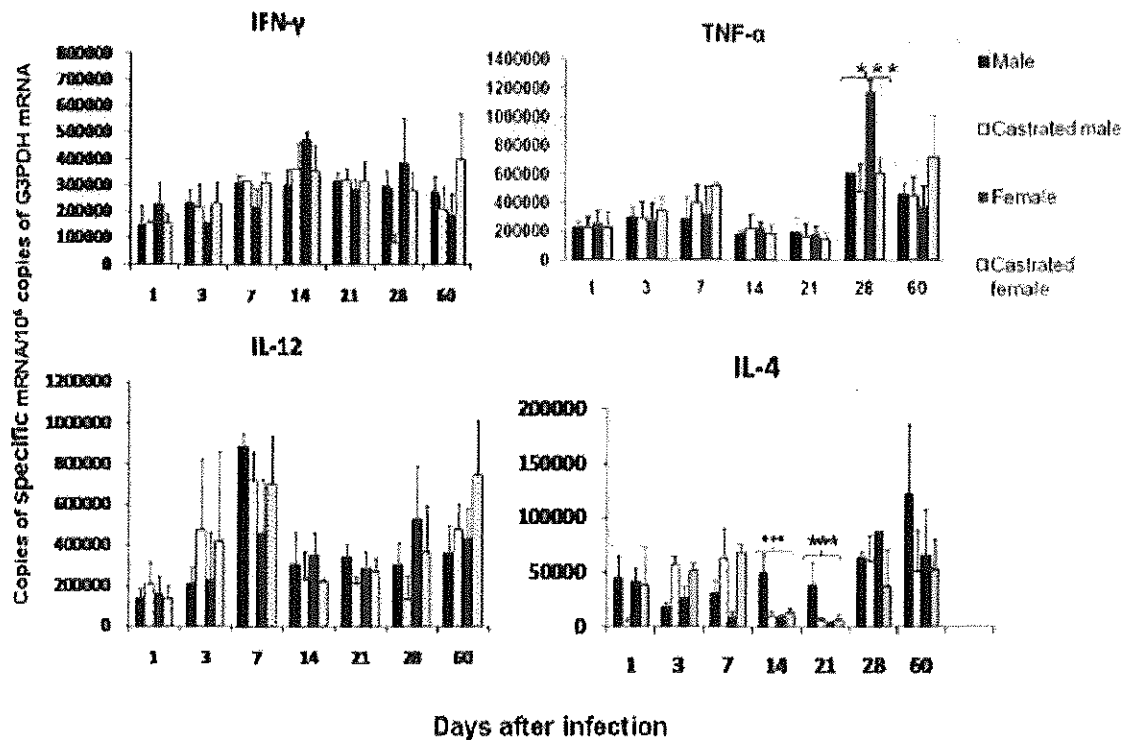 IFN-γ
800000
700000
600000
500000
400000
300000
200000
100000
0
1 3 7 14 21 28 60
TNF-α
1400000
1200000
1000000
800000
600000
400000
200000
0
***
1 3 7 14 21 28 60
Male
Castrated male
Female
Castrated
female
Copies of specific mRNA/10⁶ copies of G3PDH mRNA
IL-12
1200000
1000000
800000
600000
400000
200000
0
1 3 7 14 21 28 60
IL-4
200000
150000
100000
50000
0
*** ***
1 3 7 14 21 28 60
Days after infection